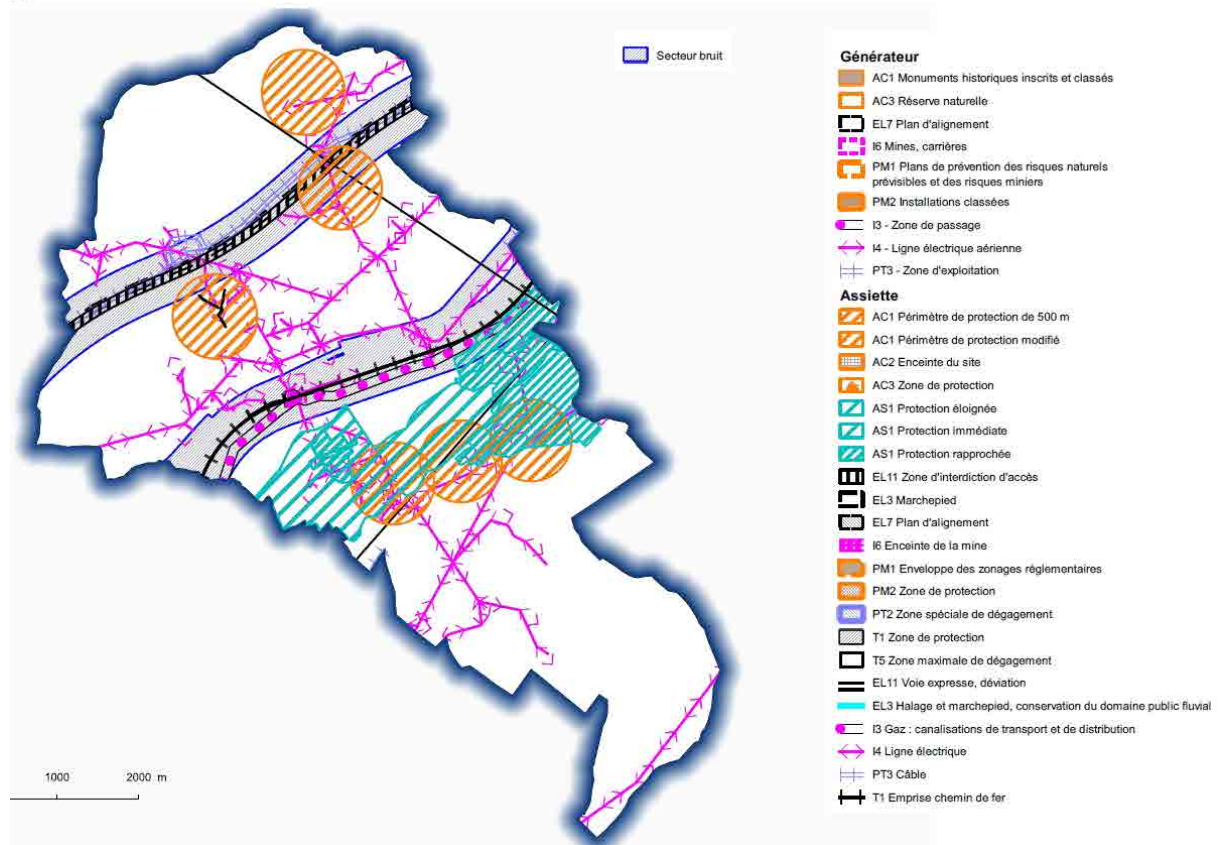 Secteur bruit
Générateur
AC1 Monuments historiques inscrits et classés
AC3 Réserve naturelle
EL7 Plan d'alignement
I6 Mines, carrières
PM1 Plans de prévention des risques naturels
prévisibles et des risques miniers
PM2 Installations classées
I3 - Zone de passage
I4 - Ligne électrique aérienne
PT3 - Zone d'exploitation
Assiette
AC1 Périmètre de protection de 500 m
AC1 Périmètre de protection modifié
AC2 Enceinte du site
AC3 Zone de protection
AS1 Protection éloignée
AS1 Protection immédiate
AS1 Protection rapprochée
EL11 Zone d'interdiction d'accès
EL3 Marchepied
EL7 Plan d'alignement
I6 Enceinte de la mine
PM1 Enveloppe des zonages réglementaires
PM2 Zone de protection
PT2 Zone spéciale de dégagement
T1 Zone de protection
T5 Zone maximale de dégagement
EL11 Voie expresse, déviation
EL3 Halage et marchepied, conservation du domaine public fluvial
I3 Gaz : canalisations de transport et de distribution
I4 Ligne électrique
PT3 Câble
T1 Emprise chemin de fer
1000 2000 m